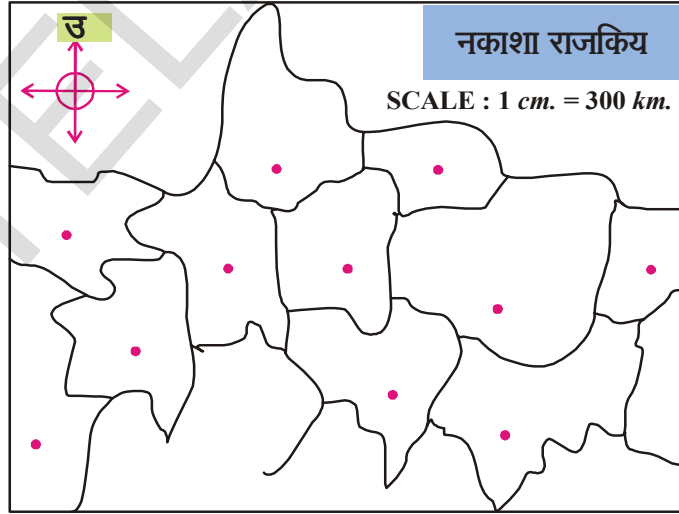 उ
नकाशा राजकिय
SCALE : 1 cm. = 300 km.